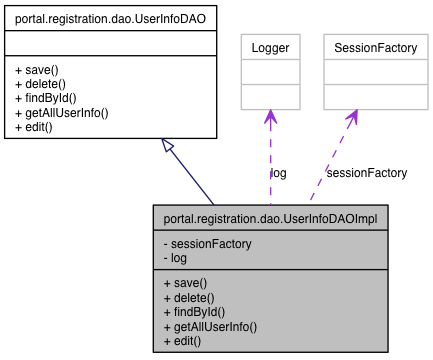 portal.registration.dao.UserInfoDAO
+ save()
+ delete()
+ findById()
+ getAllUserInfo()
+ edit()
Logger
SessionFactory
log
sessionFactory
portal.registration.dao.UserInfoDAOImpl
- sessionFactory
- log
+ save()
+ delete()
+ findById()
+ getAllUserInfo()
+ edit()